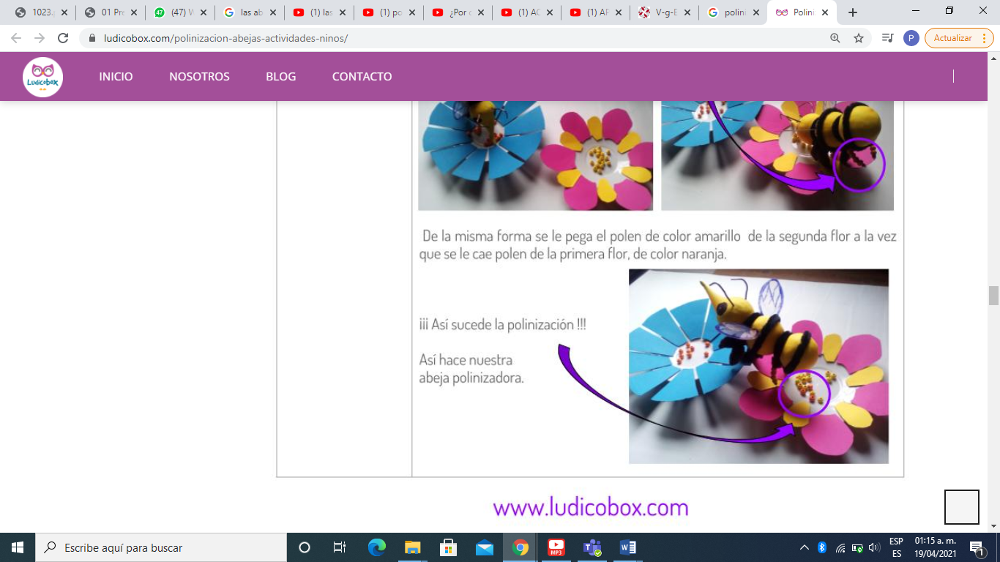 1023.p
01 Pre
(47) W
las ab
(1) las
(1) po
¿Por q
(1) AC
(1) AP
V-g-E
polini
Polini
ludicobox.com/polinizacion-abejas-actividades-ninos/
P
Actualizar
Ludicobox
INICIO
NOSOTROS
BLOG
CONTACTO
De la misma forma se le pega el polen de color amarillo de la segunda flor a la vez
que se le cae polen de la primera flor, de color naranja.
¡¡¡ Así sucede la polinización !!!
Así hace nuestra
abeja polinizadora.
www.ludicobox.com
Escribe aquí para buscar
MP3
ESP
ES
01:15 a. m.
19/04/2021
1